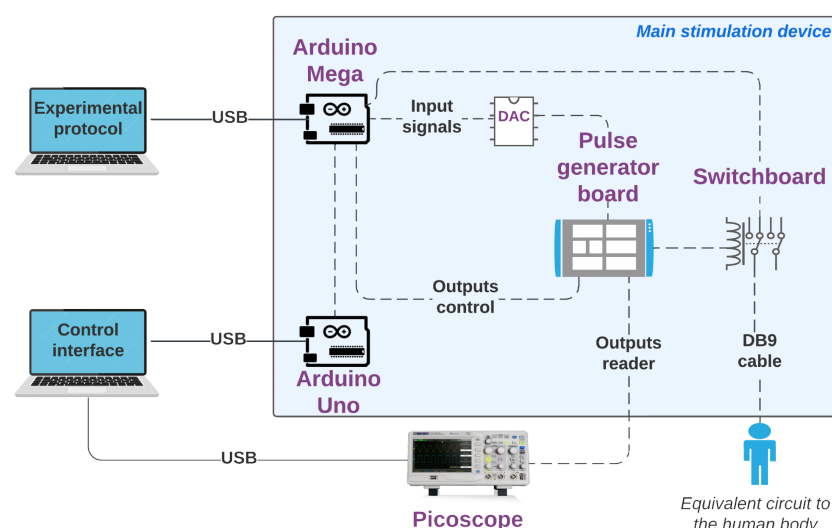 Main stimulation device
Arduino
Mega
Experimental
protocol
USB
Input
signals
DAC
Pulse
generator
board
Switchboard
Outputs
control
Control
interface
USB
Arduino
Uno
Outputs
reader
DB9
cable
USB
Picoscope
Equivalent circuit to
the human body